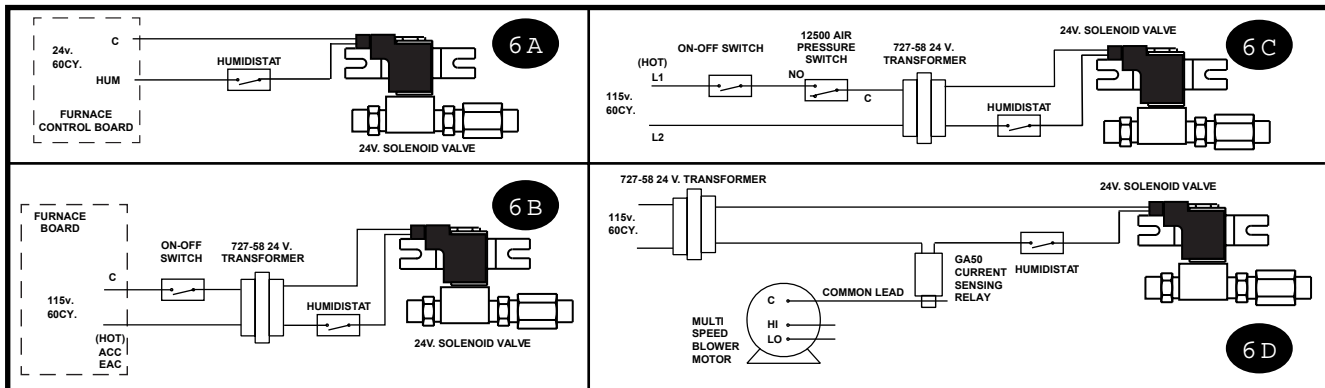 6A
24v.
60CY.
C
HUM
HUMIDISTAT
FURNACE
CONTROL BOARD
24V. SOLENOID VALVE
6C
24V. SOLENOID VALVE
ON-OFF SWITCH
12500 AIR
PRESSURE
SWITCH
727-58 24 V.
TRANSFORMER
(HOT)
L1
NO
C
115v.
60CY.
HUMIDISTAT
L2
6B
FURNACE
BOARD
ON-OFF
SWITCH
727-58 24 V.
TRANSFORMER
C
115v.
60CY.
HUMIDISTAT
(HOT)
ACC
EAC
24V. SOLENOID VALVE
727-58 24 V. TRANSFORMER
24V. SOLENOID VALVE
115v.
60CY.
GA50
CURRENT
SENSING
RELAY
HUMIDISTAT
COMMON LEAD
C
HI
LO
MULTI
SPEED
BLOWER
MOTOR
6D